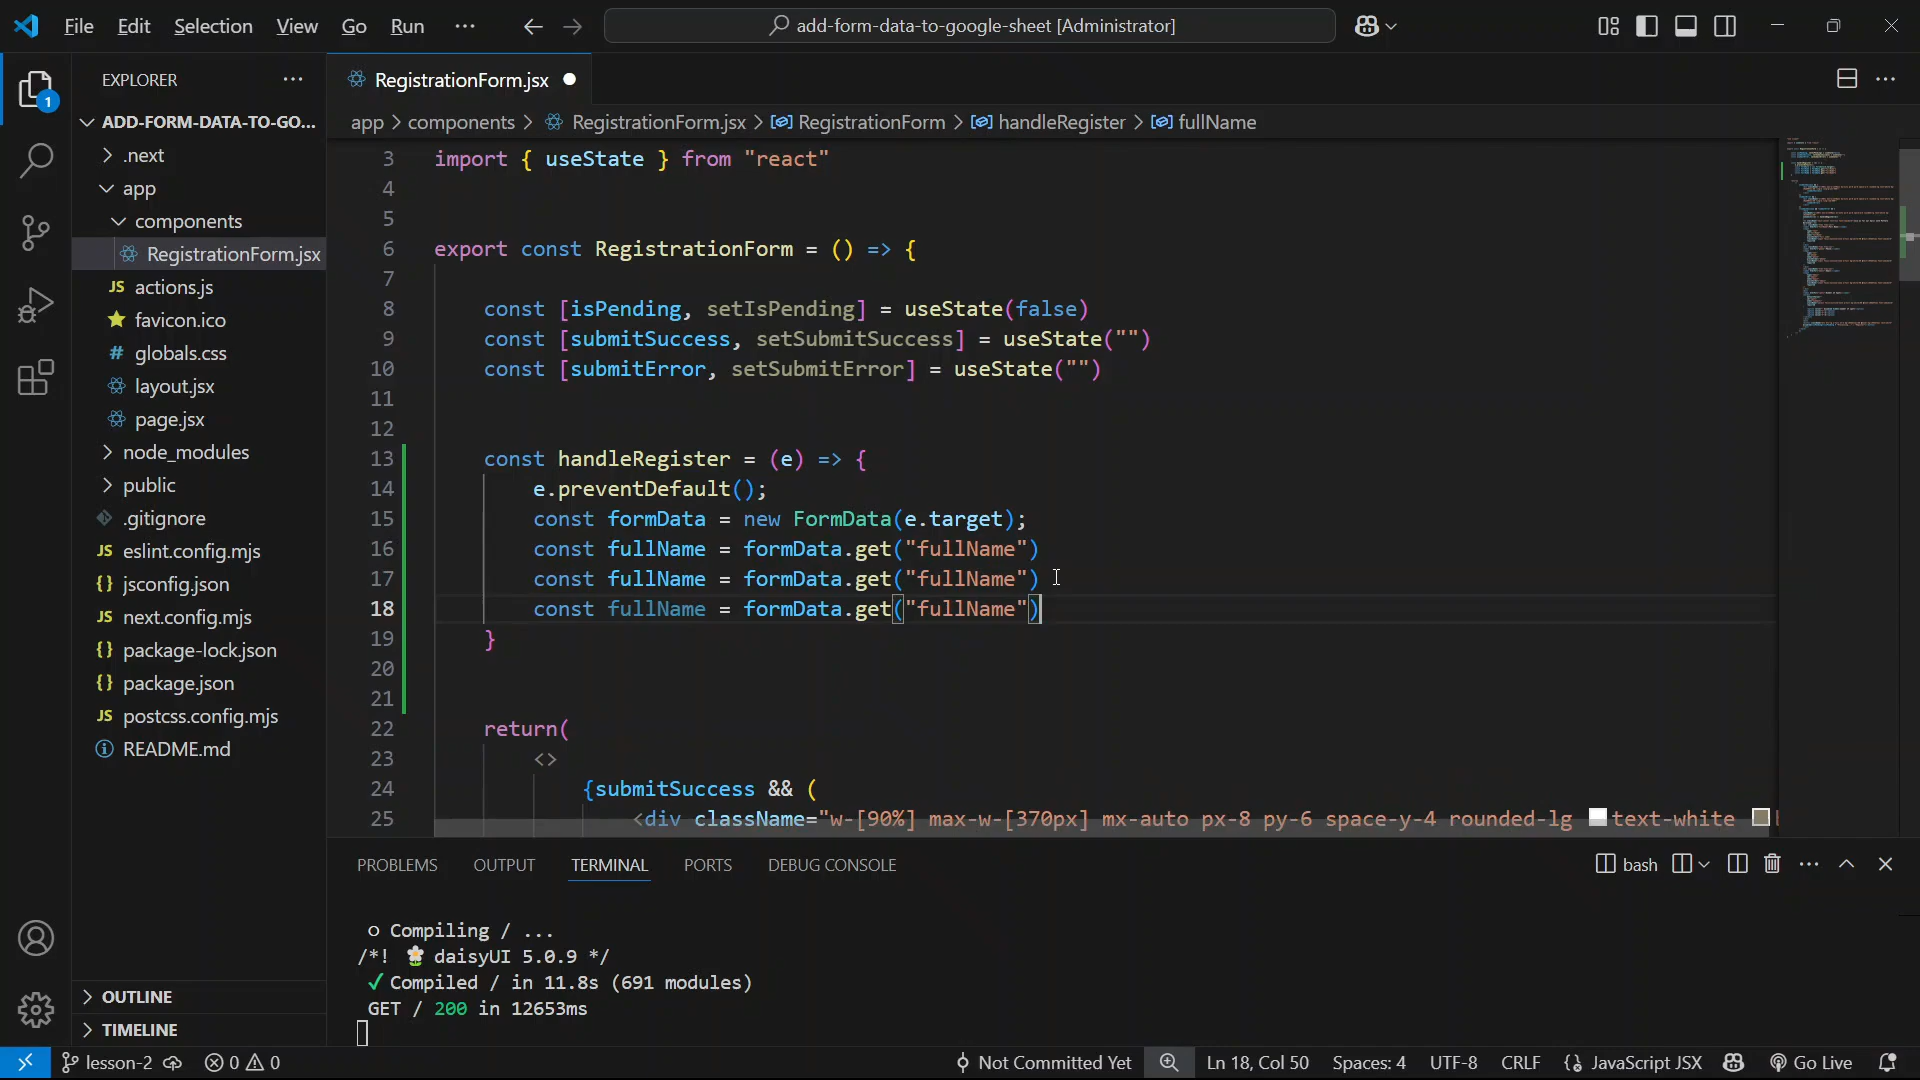 File Edit Selection View Go Run ··· add-form-data-to-google-sheet [Administrator]
EXPLORER ···
RegistrationForm.jsx
1
ADD-FORM-DATA-TO-GO...
.next
app
components
RegistrationForm.jsx
actions.js
favicon.ico
globals.css
layout.jsx
page.jsx
node_modules
public
.gitignore
eslint.config.mjs
jsconfig.json
next.config.mjs
package-lock.json
package.json
postcss.config.mjs
README.md
OUTLINE
TIMELINE
app > components > RegistrationForm.jsx > RegistrationForm > handleRegister > fullName
3 import { useState } from "react"
4
5
6 export const RegistrationForm = () => {
7
8 const [isPending, setIsPending] = useState(false)
9 const [submitSuccess, setSubmitSuccess] = useState("")
10 const [submitError, setSubmitError] = useState("")
11
12
13 const handleRegister = (e) => {
14 e.preventDefault();
15 const formData = new FormData(e.target);
16 const fullName = formData.get("fullName")
17 const fullName = formData.get("fullName")
18 const fullName = formData.get("fullName")
19 }
20
21
22 return(
23 <>
24 {submitSuccess && (
25 <div className="w-[90%] max-w-[370px] mx-auto px-8 py-6 space-y-4 rounded-lg text-white
PROBLEMS OUTPUT TERMINAL PORTS DEBUG CONSOLE bash
○ Compiling / ...
/*! 🌼 daisyUI 5.0.9 */
✓ Compiled / in 11.8s (691 modules)
GET / 200 in 12653ms
lesson-2 0 0 Not Committed Yet Ln 18, Col 50 Spaces: 4 UTF-8 CRLF {} JavaScript JSX Go Live